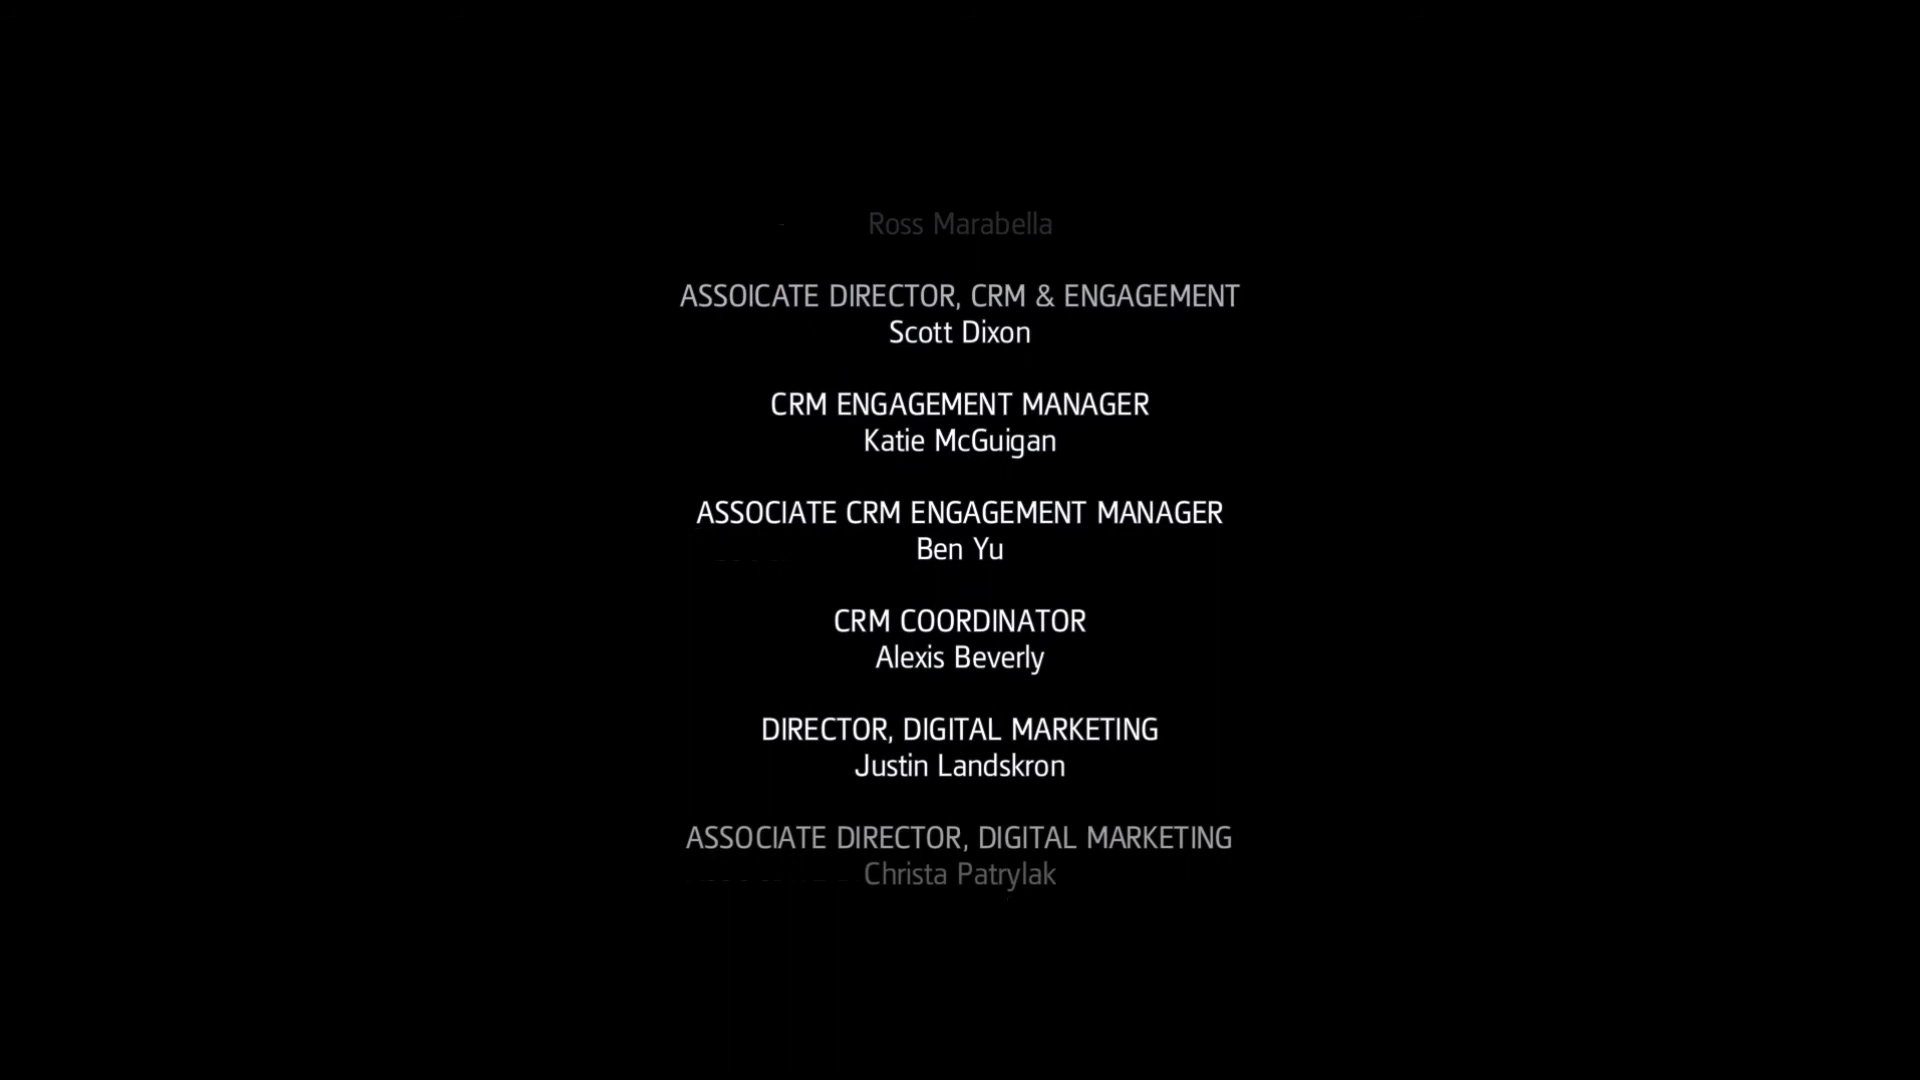 Ross Marabella
ASSOICATE DIRECTOR, CRM & ENGAGEMENT
Scott Dixon
CRM ENGAGEMENT MANAGER
Katie McGuigan
ASSOCIATE CRM ENGAGEMENT MANAGER
Ben Yu
CRM COORDINATOR
Alexis Beverly
DIRECTOR, DIGITAL MARKETING
Justin Landskron
ASSOCIATE DIRECTOR, DIGITAL MARKETING
Christa Patrylak